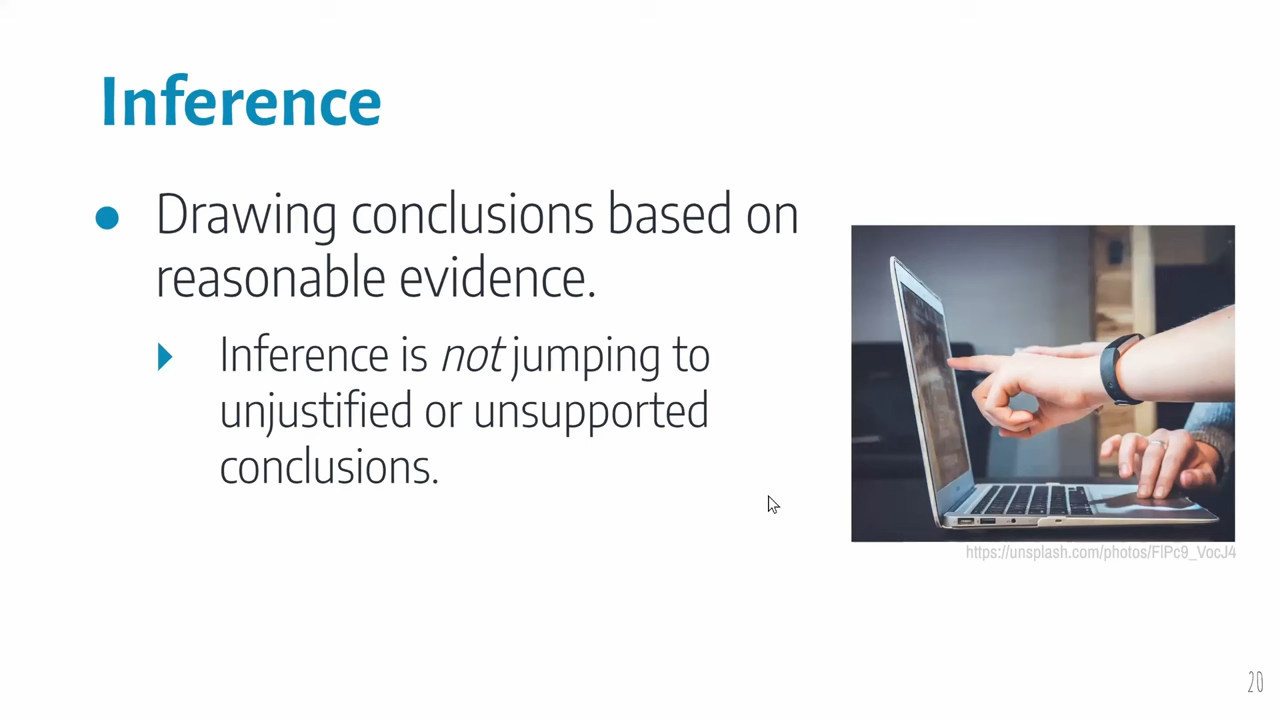 Inference
Drawing conclusions based on
reasonable evidence.
Inference is not jumping to
unjustified or unsupported
conclusions.
https://unsplash.com/photos/FlPc9_VocJ4
20